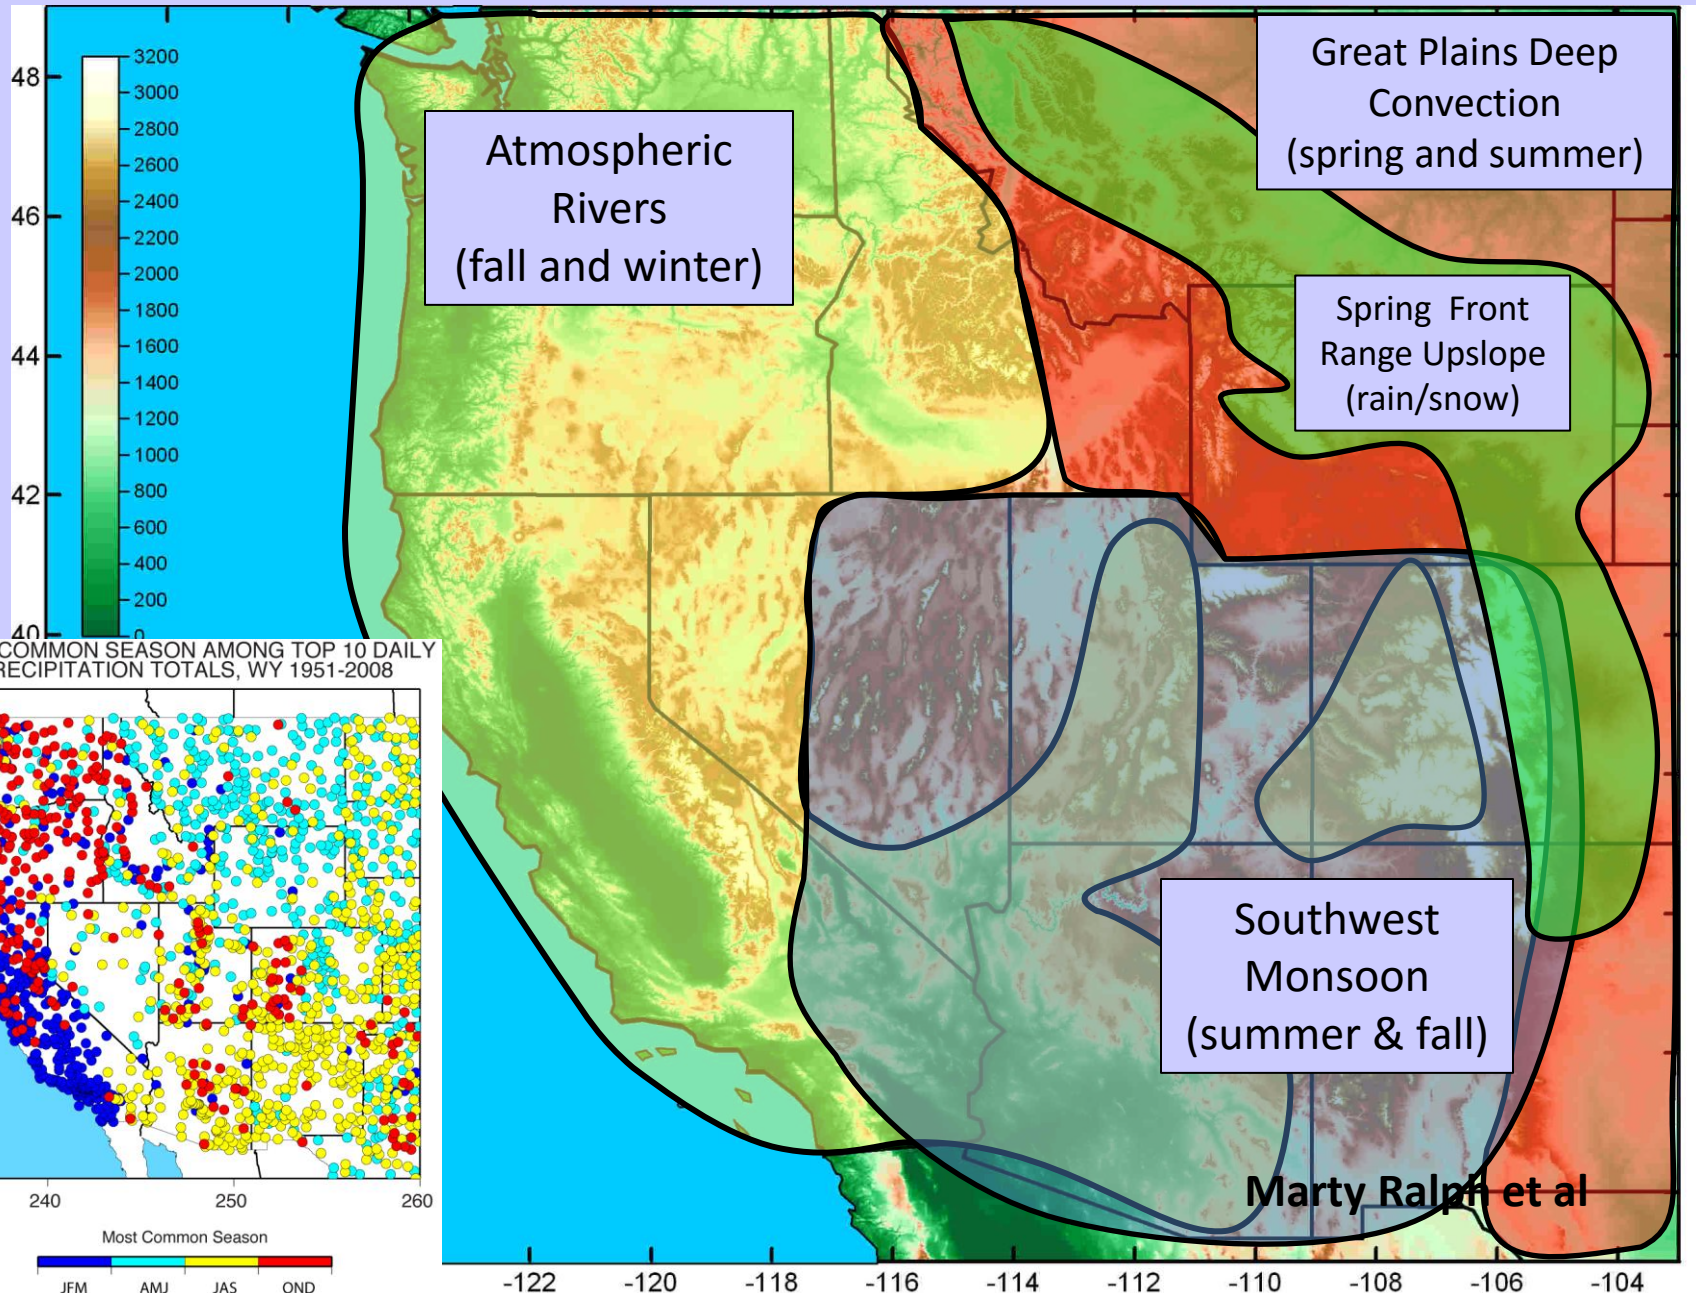 48
46
44
42
40
3200
3000
2800
2600
2400
2200
2000
1800
1600
1400
1200
1000
800
600
400
200
0
Atmospheric
Rivers
(fall and winter)
Great Plains Deep
Convection
(spring and summer)
Spring Front
Range Upslope
(rain/snow)
Southwest
Monsoon
(summer & fall)
Marty Ralph et al
-122 -120 -118 -116 -114 -112 -110 -108 -106 -104
COMMON SEASON AMONG TOP 10 DAILY
RECIPITATION TOTALS, WY 1951-2008
240 250 260
Most Common Season
JFM AMJ JAS OND